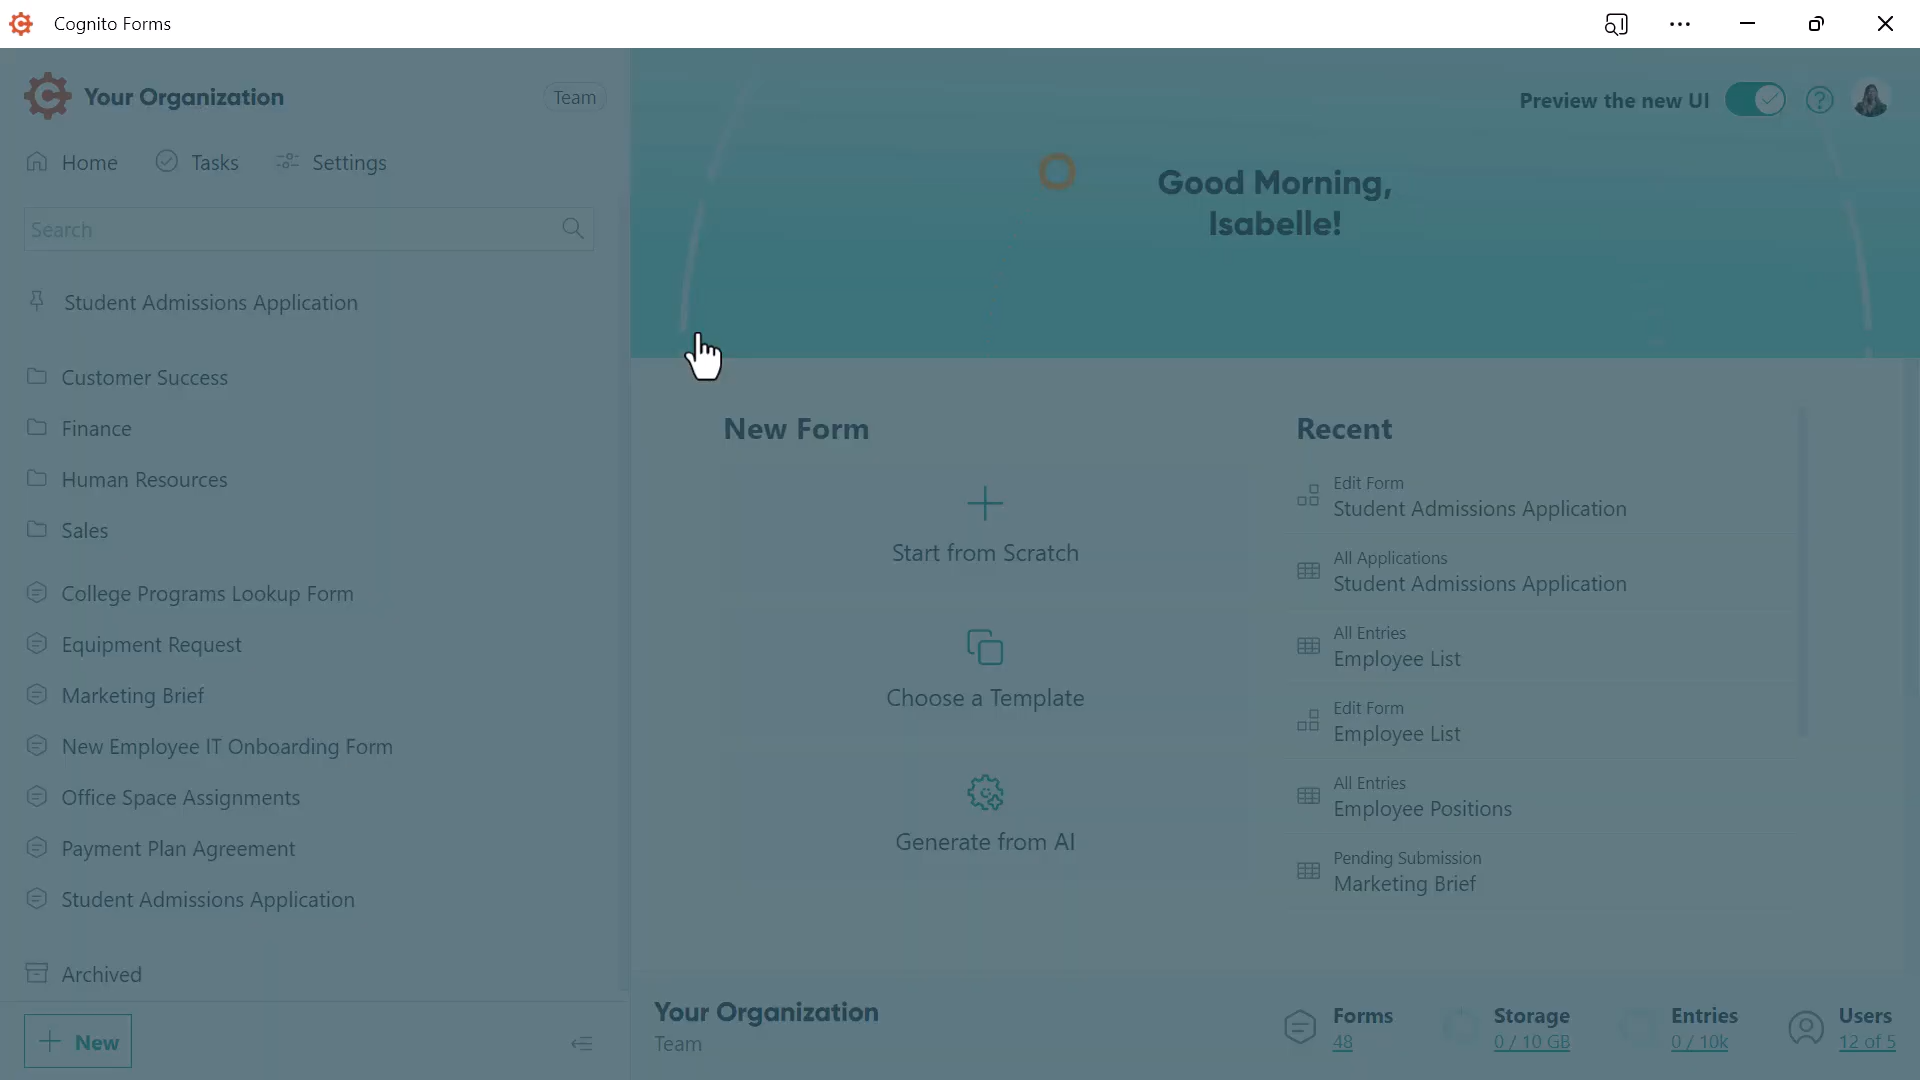 Cognito Forms
Your Organization
Team
Home
Tasks
Settings
Search
Student Admissions Application
Customer Success
Finance
Human Resources
Sales
College Programs Lookup Form
Equipment Request
Marketing Brief
New Employee IT Onboarding Form
Office Space Assignments
Payment Plan Agreement
Student Admissions Application
Archived
New
Preview the new UI
Good Morning,
Isabelle!
New Form
Start from Scratch
Choose a Template
Generate from AI
Recent
Edit Form
Student Admissions Application
All Applications
Student Admissions Application
All Entries
Employee List
Edit Form
Employee List
All Entries
Employee Positions
Pending Submission
Marketing Brief
Your Organization
Team
Forms
48
Storage
0 / 10 GB
Entries
0 / 10k
Users
12 of 5